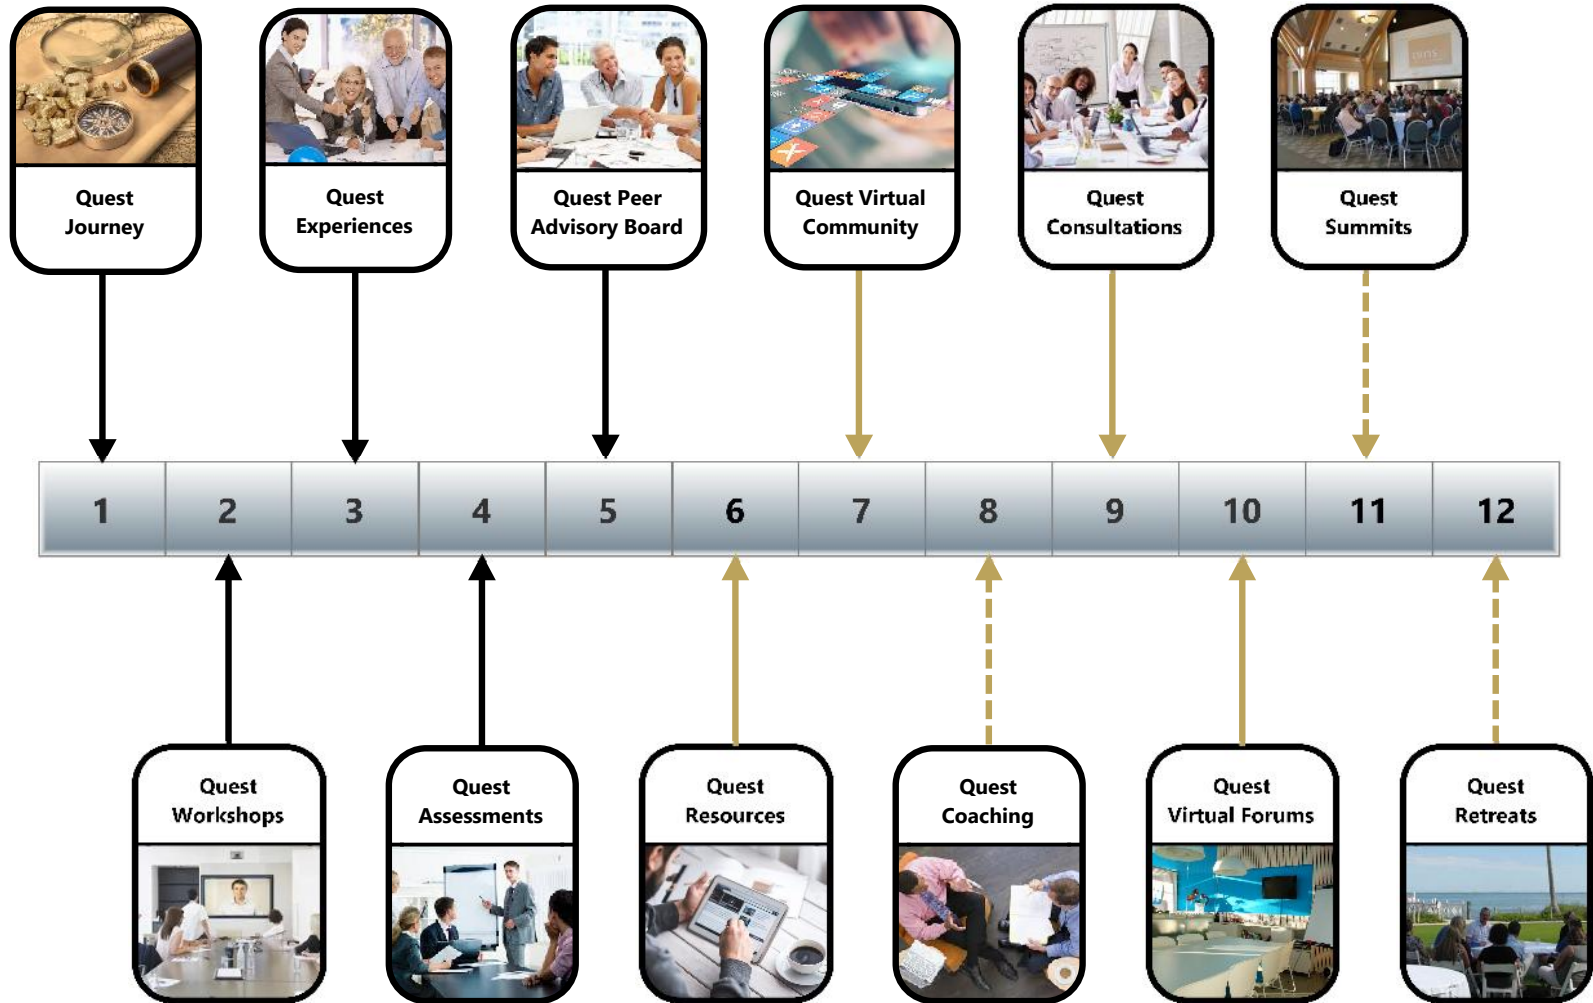 Quest
Journey
Quest
Experiences
Quest Peer
Advisory Board
Quest Virtual
Community
Quest
Consultations
Quest
Summits
1
2
3
4
5
6
7
8
9
10
11
12
Quest
Workshops
Quest
Assessments
Quest
Resources
Quest
Coaching
Quest
Virtual Forums
Quest
Retreats